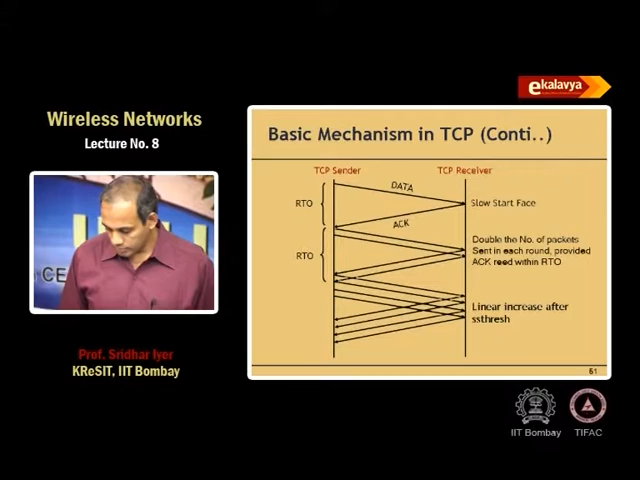 ekalavya
Wireless Networks
Lecture No. 8
Basic Mechanism in TCP (Conti..)
TCP Sender
TCP Receiver
DATA
RTO
Slow Start Face
ACK
Double the No. of packets
RTO
Sent in each round, provided
ACK reed within RTO
Linear increase after
ssthresh
Prof. Sridhar Iyer
KReSIT, IIT Bombay
61
IIT Bombay
TIFAC